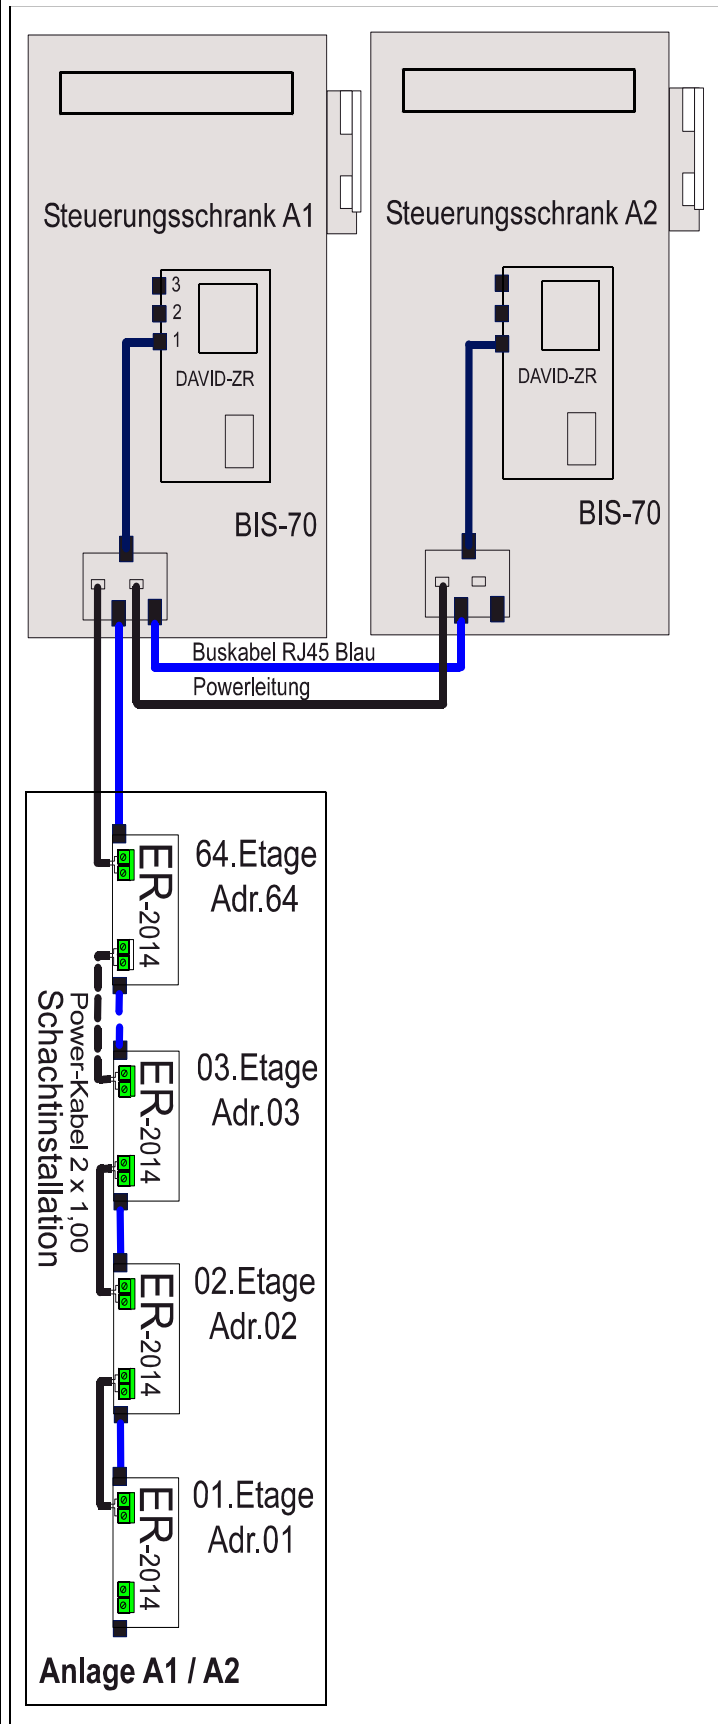 Steuerungsschrank A1
3
2
1
DAVID-ZR
BIS-70
Steuerungsschrank A2
DAVID-ZR
BIS-70
Buskabel RJ45 Blau
Powerleitung
ER-2014
64.Etage
Adr.64
Power-Kabel 2 x 1,00
Schachtinstallation
ER-2014
03.Etage
Adr.03
ER-2014
02.Etage
Adr.02
ER-2014
01.Etage
Adr.01
Anlage A1 / A2